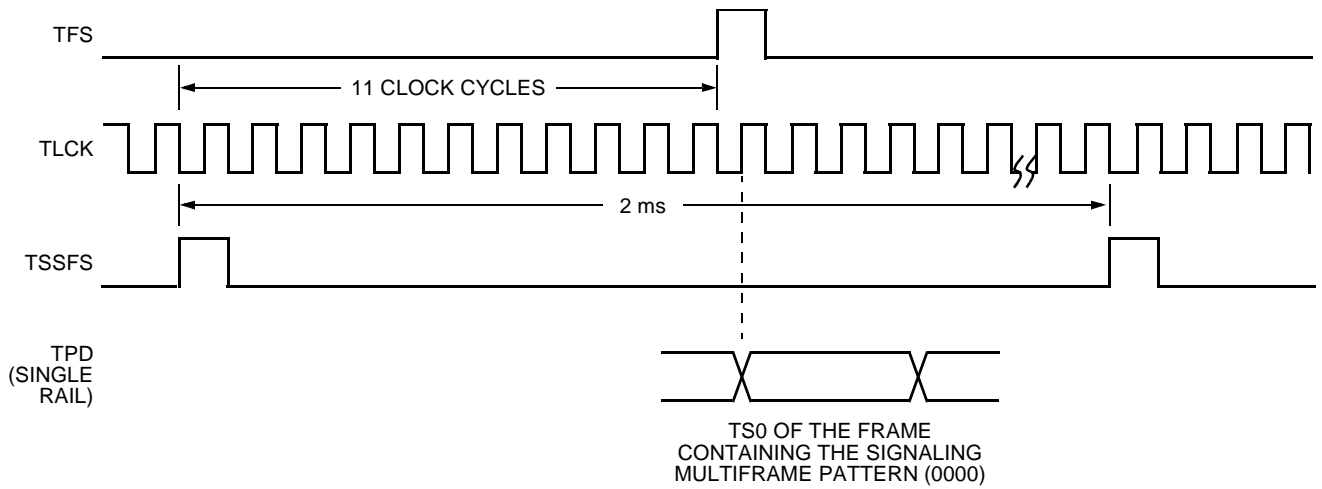 TFS
11 CLOCK CYCLES
TLCK
2 ms
TSSFS
TPD
(SINGLE
RAIL)
TS0 OF THE FRAME
CONTAINING THE SIGNALING
MULTIFRAME PATTERN (0000)